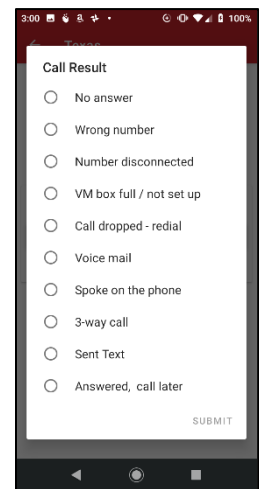 3:00 100%
Texas
Call Result
No answer
Wrong number
Number disconnected
VM box full / not set up
Call dropped - redial
Voice mail
Spoke on the phone
3-way call
Sent Text
Answered, call later
SUBMIT